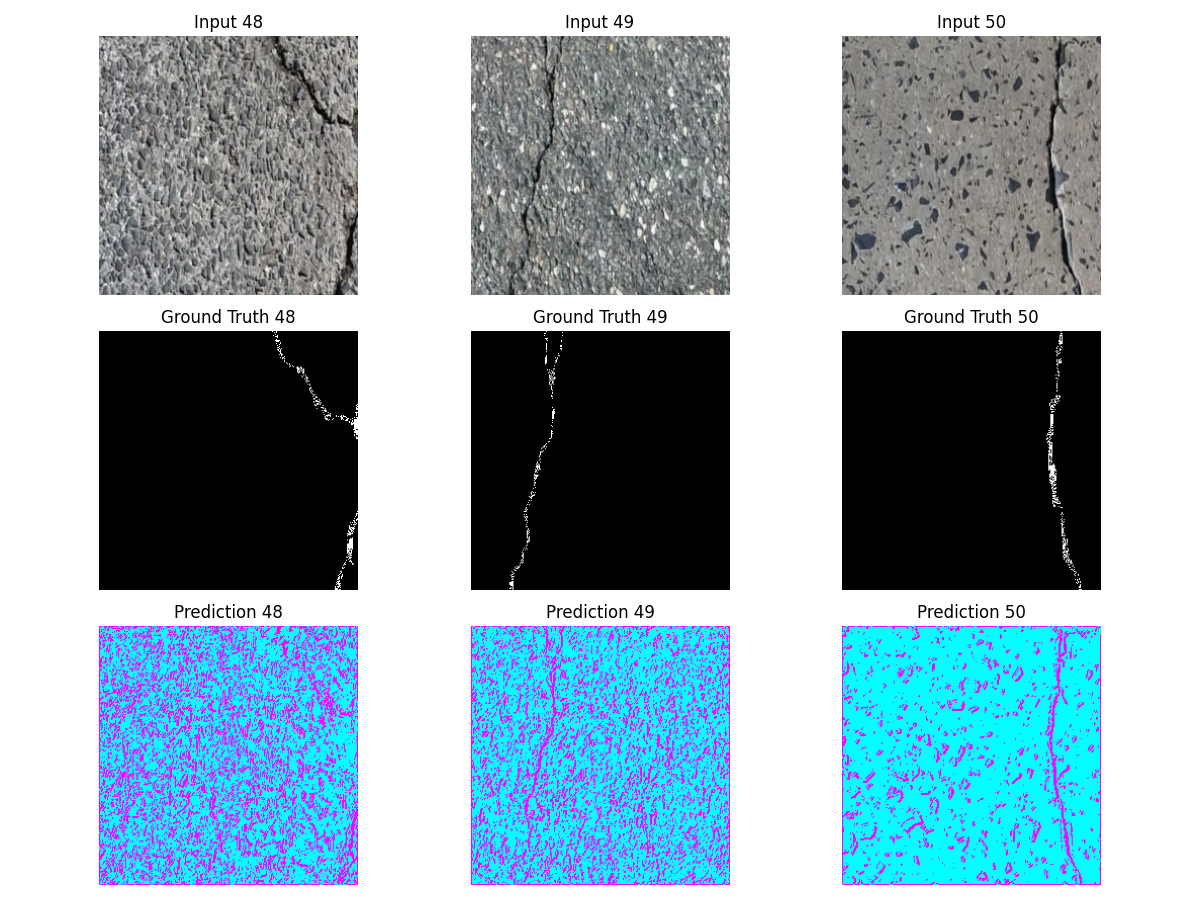 Input 48
Input 49
Input 50
Ground Truth 48
Ground Truth 49
Ground Truth 50
Prediction 48
Prediction 49
Prediction 50